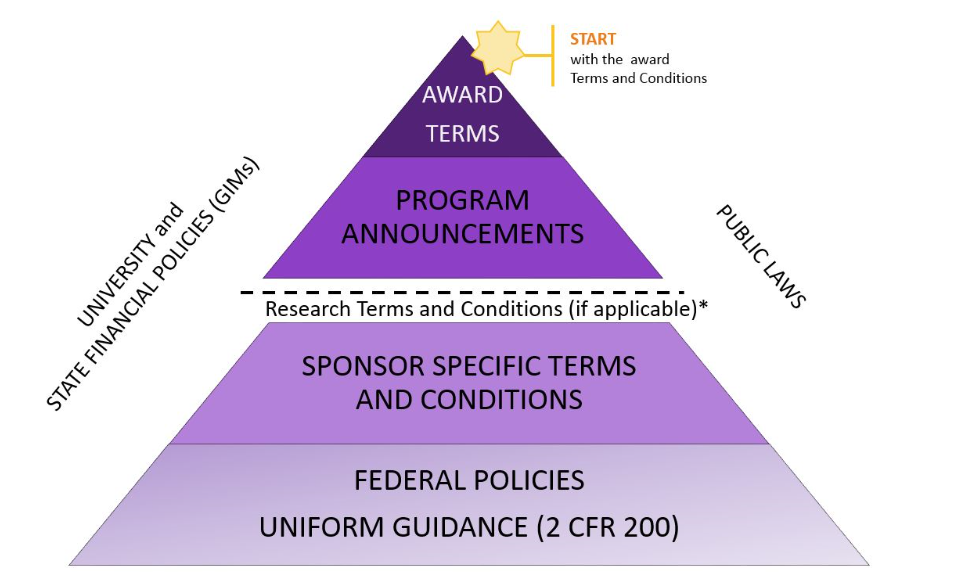 START
with the award
Terms and Conditions
AWARD
TERMS
PROGRAM
ANNOUNCEMENTS
UNIVERSITY and
STATE FINANCIAL POLICIES (GIMs)
PUBLIC LAWS
Research Terms and Conditions (if applicable)*
SPONSOR SPECIFIC TERMS
AND CONDITIONS
FEDERAL POLICIES
UNIFORM GUIDANCE (2 CFR 200)